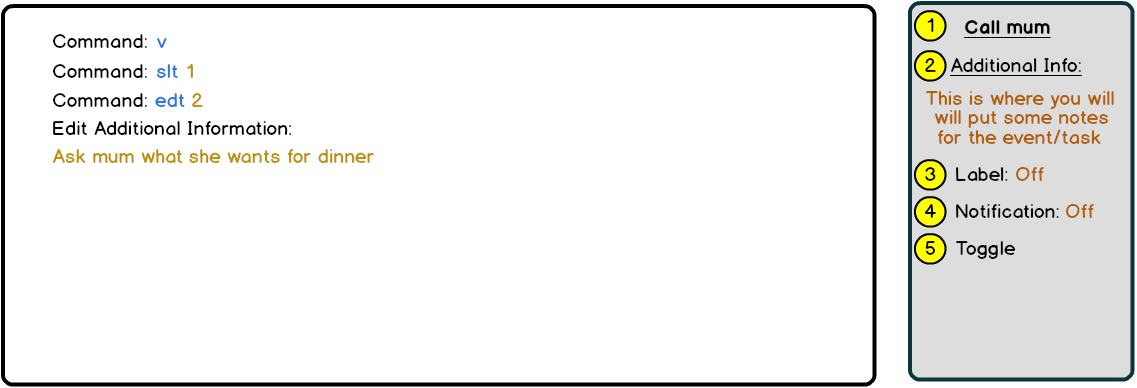 Command: v
Command: slt 1
Command: edt 2
Edit Additional Information:
Ask mum what she wants for dinner
1 Call mum
2 Additional Info:
This is where you will
will put some notes
for the event/task
3 Label: Off
4 Notification: Off
5 Toggle